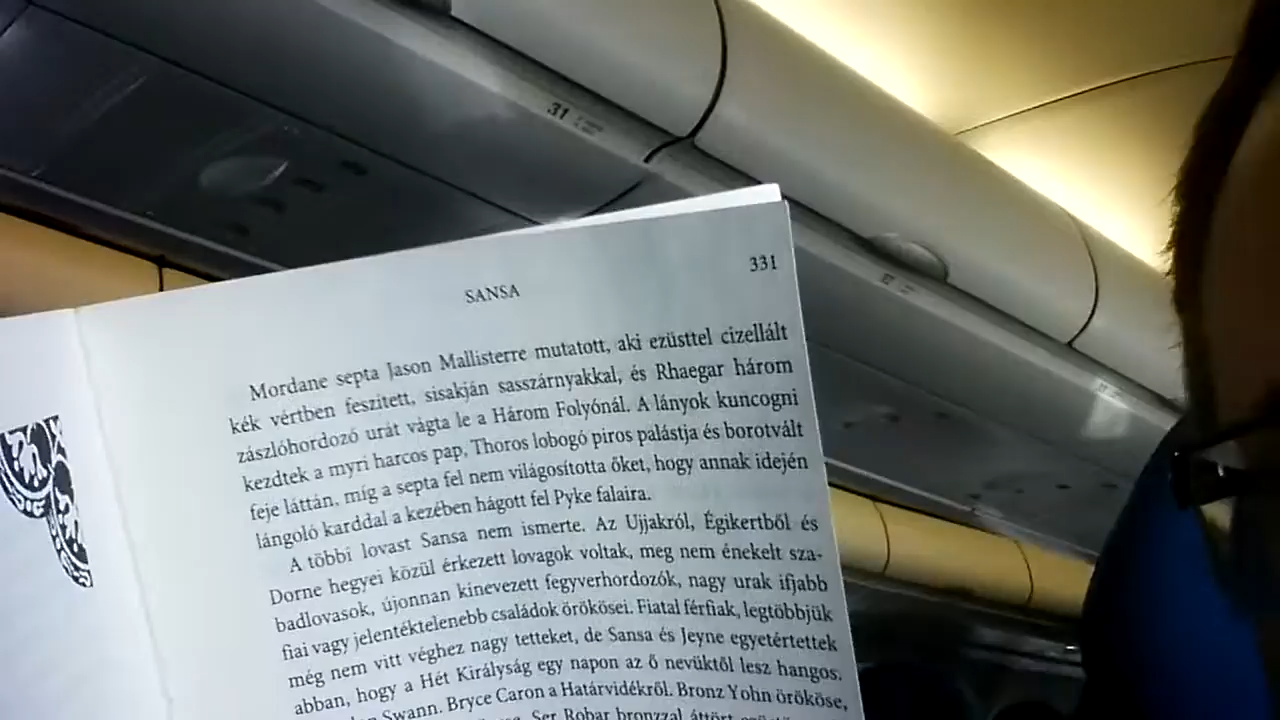 31
331
SANSA
Mordane septa Jason Mallisterre mutatott, aki ezüsttel cizellált
kék vértben feszített, sisakján sasszárnyakkal, és Rhaegar három
zászlóhordozó urát vágta le a Három Folyónál. A lányok kuncogni
kezdtek a myri harcos pap, Thoros lobogó piros palástja és borotvált
feje láttán, míg a septa fel nem világosította őket, hogy annak idején
lángoló karddal a kezében hágott fel Pyke falaira.
A többi lovast Sansa nem ismerte. Az Ujjakról, Égikertből és
Dorne hegyei közül érkezett lovagok voltak, meg nem énekelt sza-
badlovasok, újonnan kinevezett fegyverhordozók, nagy urak ifjabb
fiai vagy jelentéktelenebb családok örökösei. Fiatal férfiak, legtöbbjük
még nem vitt véghez nagy tetteket, de Sansa és Jeyne egyetértettek
abban, hogy a Hét Királyság egy napon az ő nevüktől lesz hangos.
Swann. Bryce Caron a Határvidékről. Bronz Yohn örököse,
Ser Robar bronzzal áttört